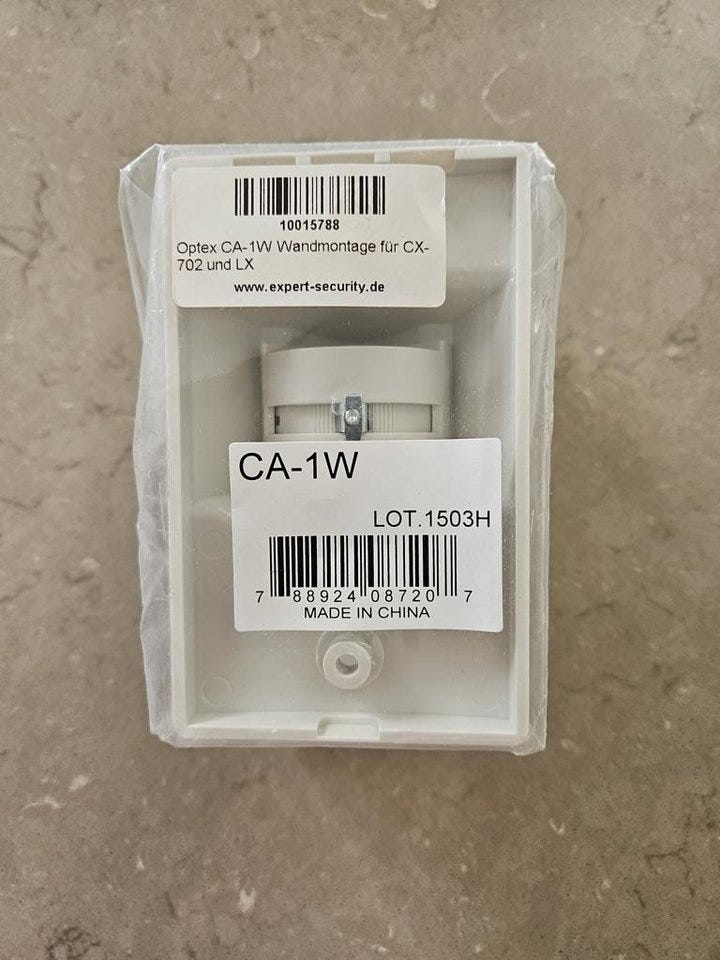 10015788
Optex CA-1W Wandmontage für CX-
702 und LX
www.expert-security.de
CA-1W
LOT.1503H
7 88924 08720 7
MADE IN CHINA